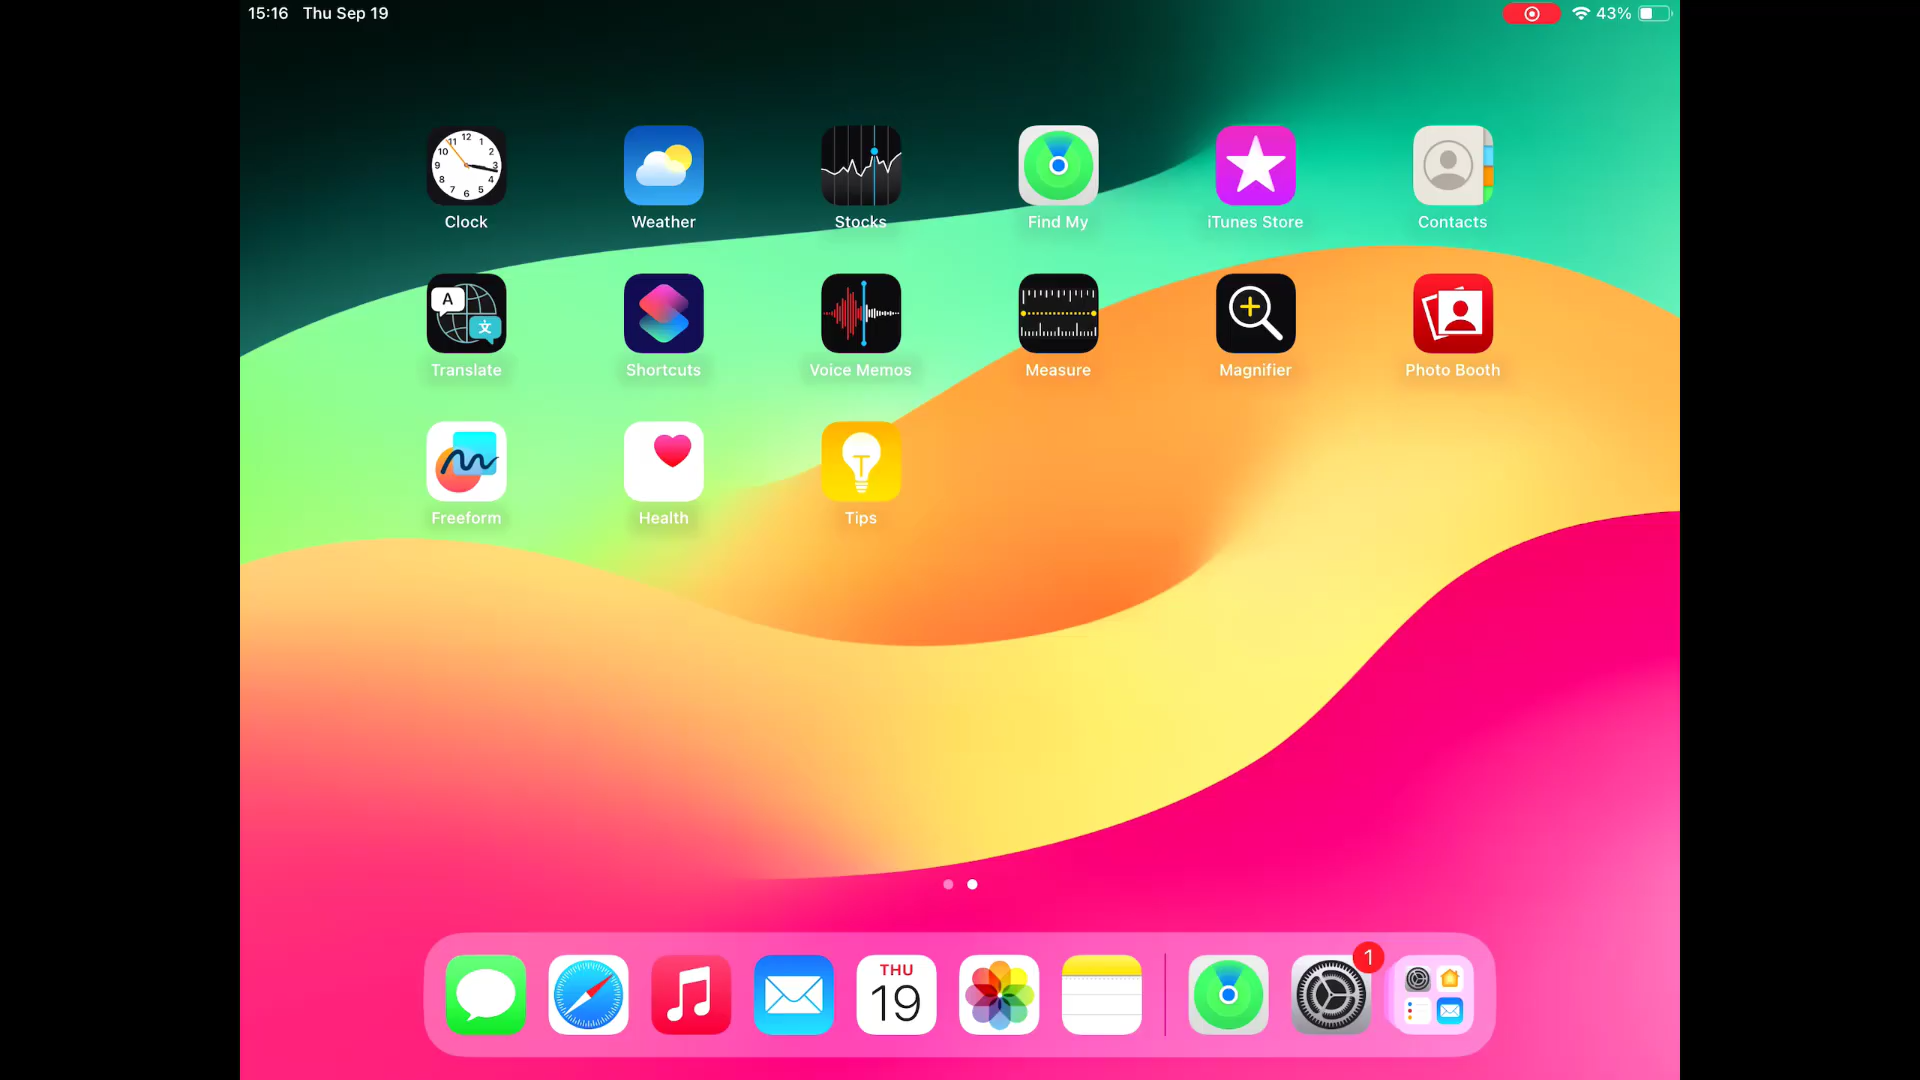 15:16 Thu Sep 19
43%
Clock Weather Stocks Find My iTunes Store Contacts
A 文
Translate Shortcuts Voice Memos Measure Magnifier Photo Booth
Freeform Health Tips
THU
19
1